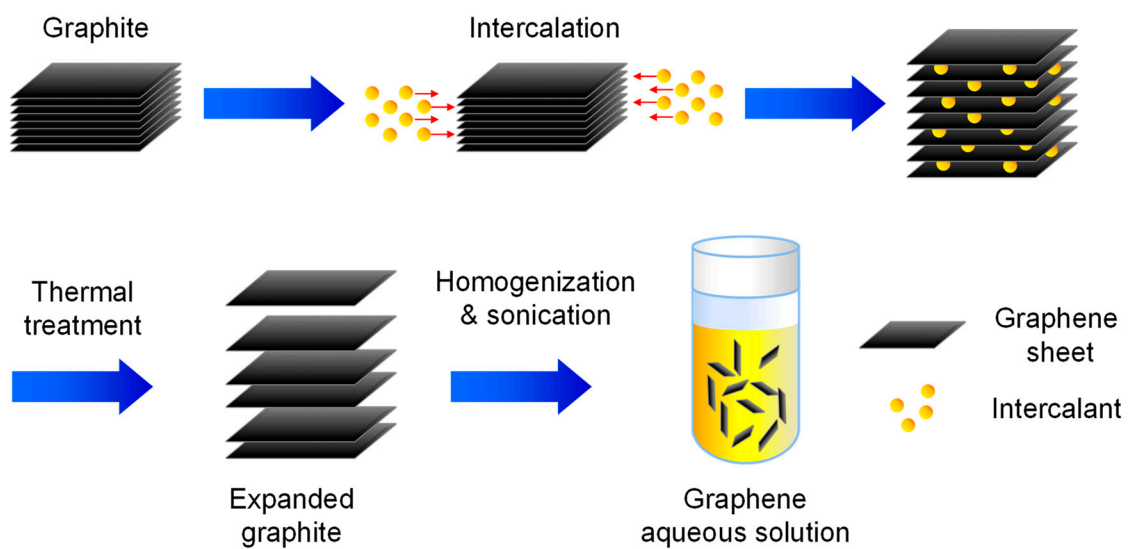 Graphite
Intercalation
Thermal
treatment
Homogenization
& sonication
Graphene
sheet
Intercalant
Expanded
graphite
Graphene
aqueous solution